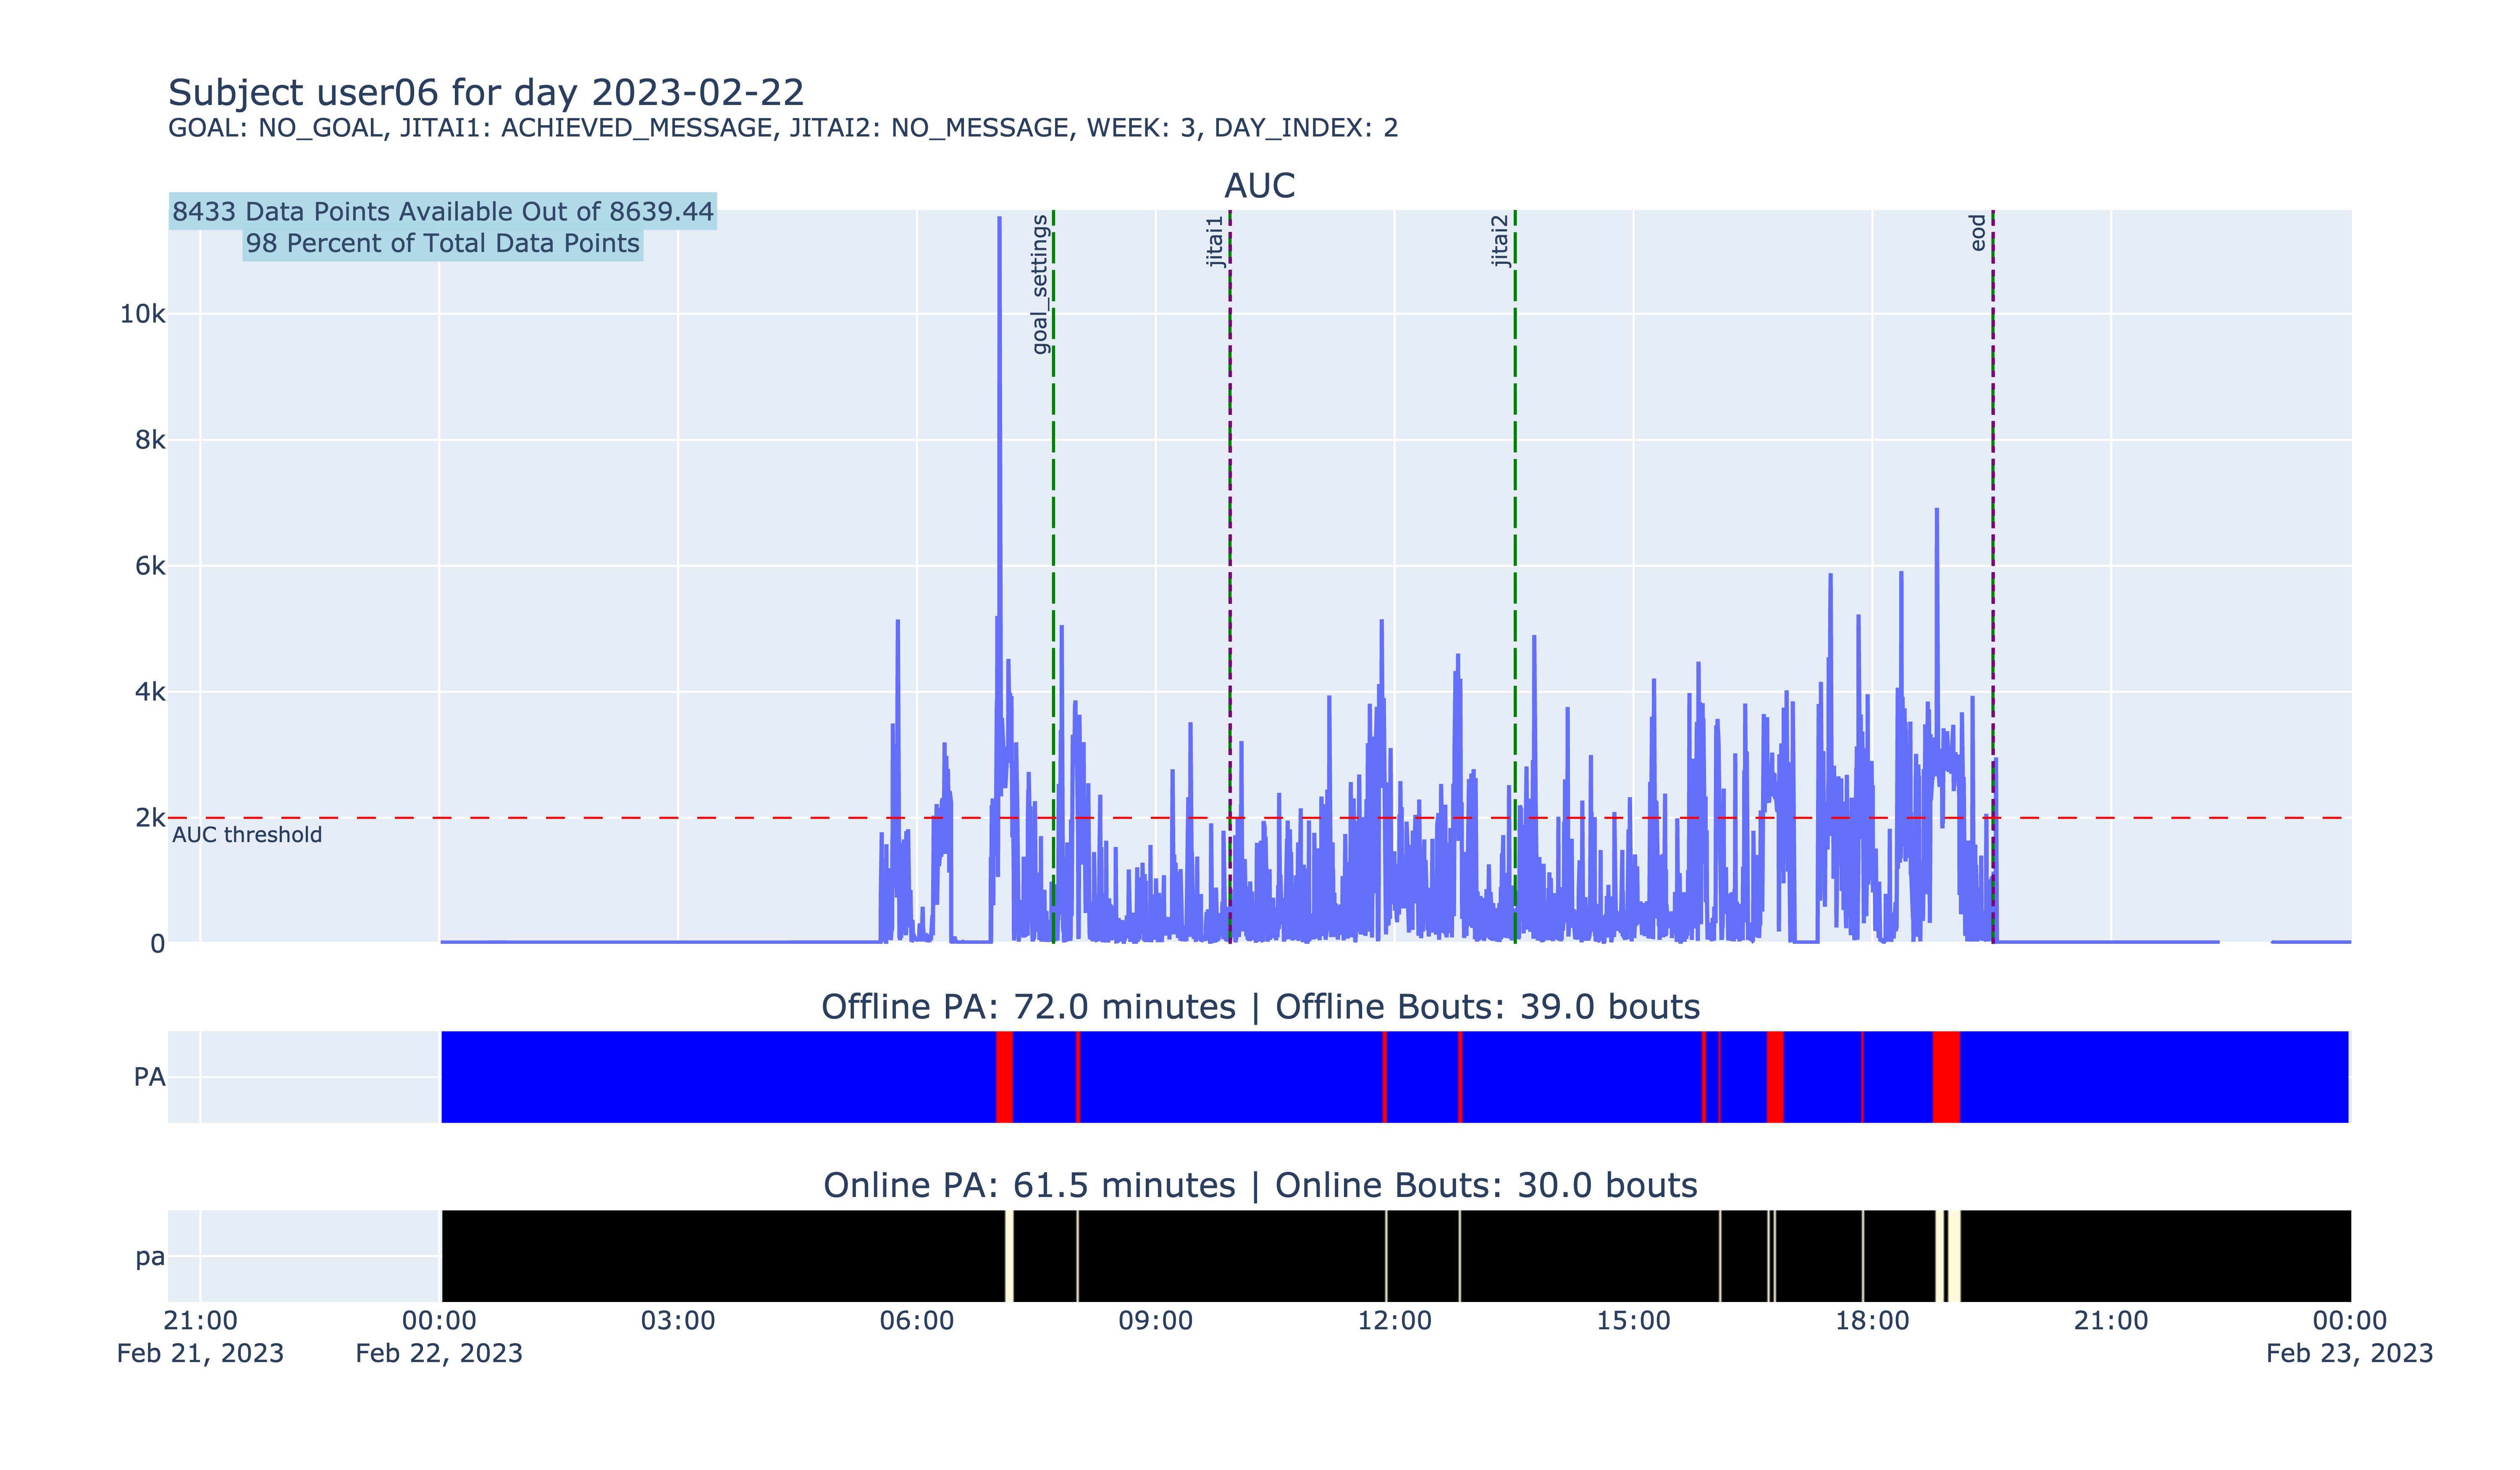 Subject user06 for day 2023-02-22
GOAL: NO_GOAL, JITAI1: ACHIEVED_MESSAGE, JITAI2: NO_MESSAGE, WEEK: 3, DAY_INDEX: 2
AUC
8433 Data Points Available Out of 8639.44
98 Percent of Total Data Points
goal_settings
jitai1
jitai2
eod
10k
8k
6k
4k
2k
0
AUC threshold
Offline PA: 72.0 minutes | Offline Bouts: 39.0 bouts
PA
Online PA: 61.5 minutes | Online Bouts: 30.0 bouts
pa
21:00 00:00 03:00 06:00 09:00 12:00 15:00 18:00 21:00 00:00
Feb 21, 2023 Feb 22, 2023 Feb 23, 2023